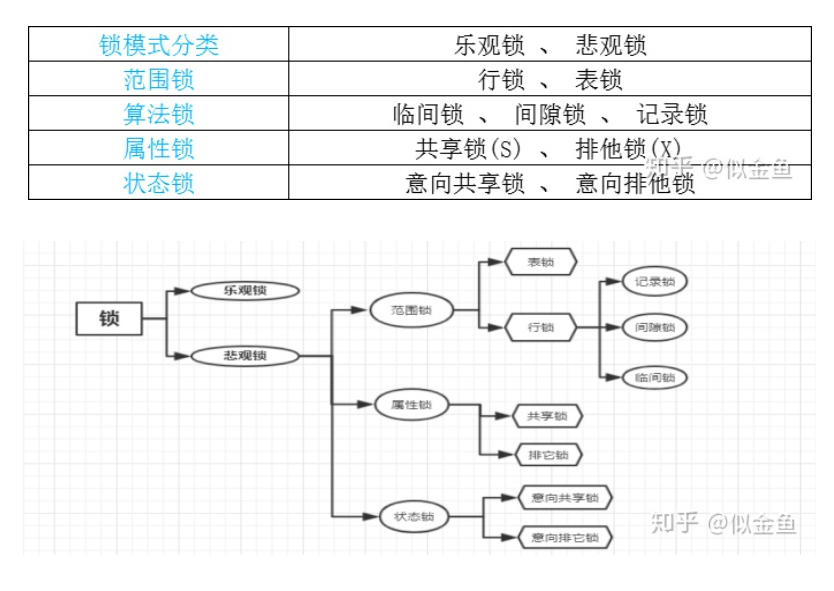 锁模式分类 乐观锁 、 悲观锁
范围锁 行锁 、 表锁
算法锁 临间锁 、 间隙锁 、 记录锁
属性锁 共享锁(S) 、 排他锁(X)
知乎 @似金鱼
状态锁 意向共享锁 、 意向排他锁
表锁
记录锁
乐观锁
范围锁
锁
行锁
间隙锁
悲观锁
临间锁
属性锁
共享锁
排它锁
意向共享锁
状态锁
知乎 @似金鱼
意向排它锁